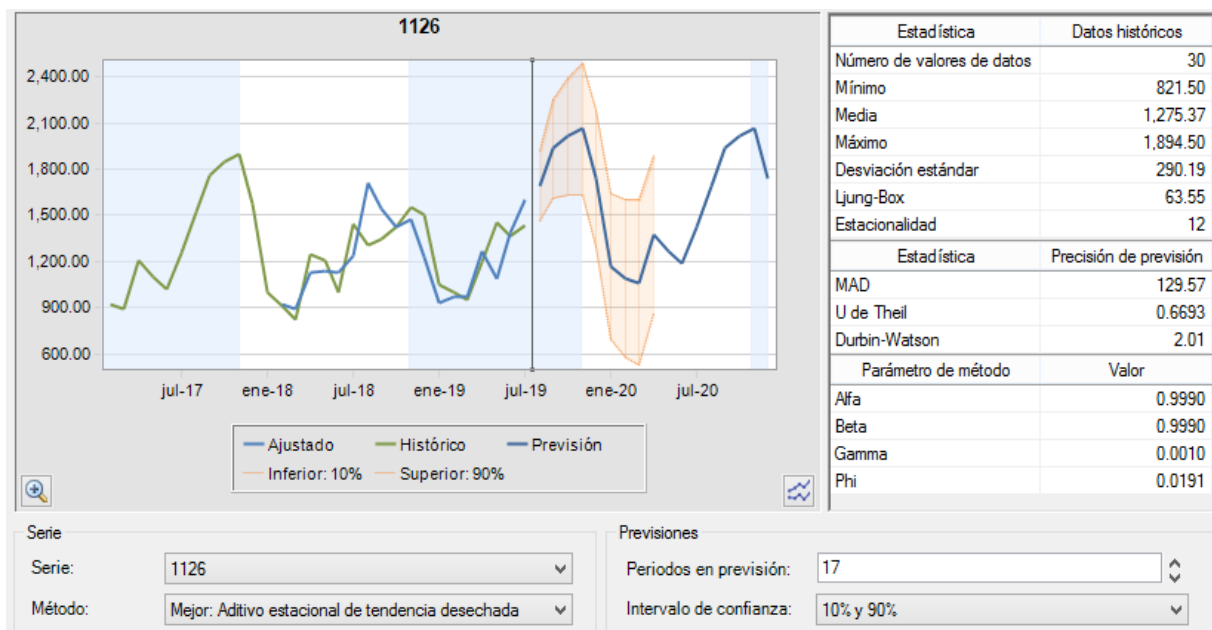 1126
2,400.00
2,100.00
1,800.00
1,500.00
1,200.00
900.00
600.00
jul-17 ene-18 jul-18 ene-19 jul-19 ene-20 jul-20
Ajustado Histórico Previsión
Inferior: 10% Superior: 90%
Estadística Datos históricos
Número de valores de datos 30
Mínimo 821.50
Media 1,275.37
Máximo 1,894.50
Desviación estándar 290.19
Ljung-Box 63.55
Estacionalidad 12
Estadística Precisión de previsión
MAD 129.57
U de Theil 0.6693
Durbin-Watson 2.01
Parámetro de método Valor
Alfa 0.9990
Beta 0.9990
Gamma 0.0010
Phi 0.0191
Serie
Serie: 1126
Método: Mejor: Aditivo estacional de tendencia desechada
Previsiones
Periodos en previsión: 17
Intervalo de confianza: 10% y 90%